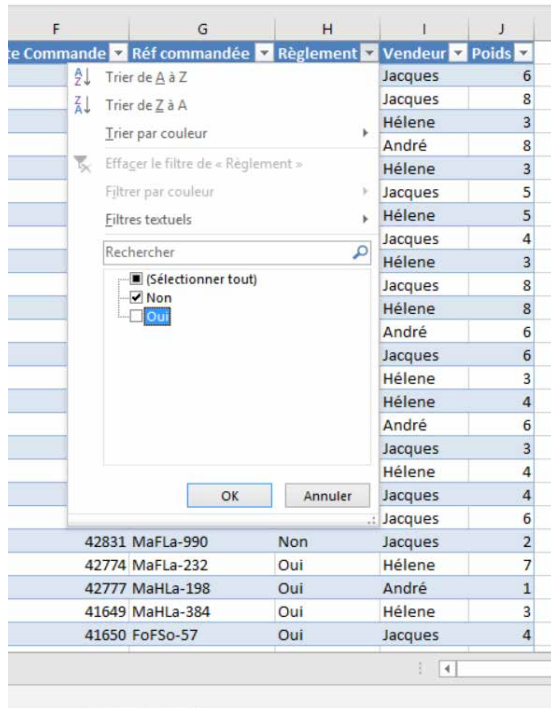 F G H I J
te Commande Réf commandée Règlement Vendeur Poids
Trier de A à Z
Trier de Z à A
Trier par couleur
Effacer le filtre de « Règlement »
Filtrer par couleur
Filtres textuels
Rechercher
(Sélectionner tout)
Non
Oui
OK Annuler
Jacques 6
Jacques 8
Hélene 3
André 8
Hélene 3
Jacques 5
Hélene 5
Jacques 4
Hélene 3
Jacques 8
Hélene 8
André 6
Jacques 6
Hélene 3
Hélene 4
André 6
Jacques 3
Hélene 4
Jacques 4
Jacques 6
42831 MaFLa-990 Non Jacques 2
42774 MaFLa-232 Oui Hélene 7
42777 MaHLa-198 Oui André 1
41649 MaHLa-384 Oui Hélene 3
41650 FoFSo-57 Oui Jacques 4